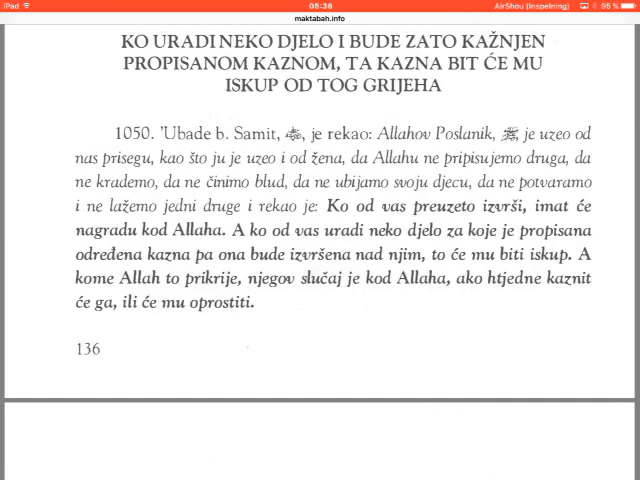 iPad 05:36 AirShou (Inspelning) 95 %
maktabah.info
KO URADI NEKO DJELO I BUDE ZATO KAŽNJEN
PROPISANOM KAZNOM, TA KAZNA BIT ĆE MU
ISKUP OD TOG GRIJEHA
1050. 'Ubade b. Samit, , je rekao: Allahov Poslanik, ﷺ, je uzeo od
nas prisegu, kao što ju je uzeo i od žena, da Allahu ne pripisujemo druga, da
ne krademo, da ne činimo blud, da ne ubijamo svoju djecu, da ne potvaramo
i ne lažemo jedni druge i rekao je: Ko od vas preuzeto izvrši, imat će
nagradu kod Allaha. A ko od vas uradi neko djelo za koje je propisana
određena kazna pa ona bude izvršena nad njim, to će mu biti iskup. A
kome Allah to prikrije, njegov slučaj je kod Allaha, ako htjedne kaznit
će ga, ili će mu oprostiti.
136